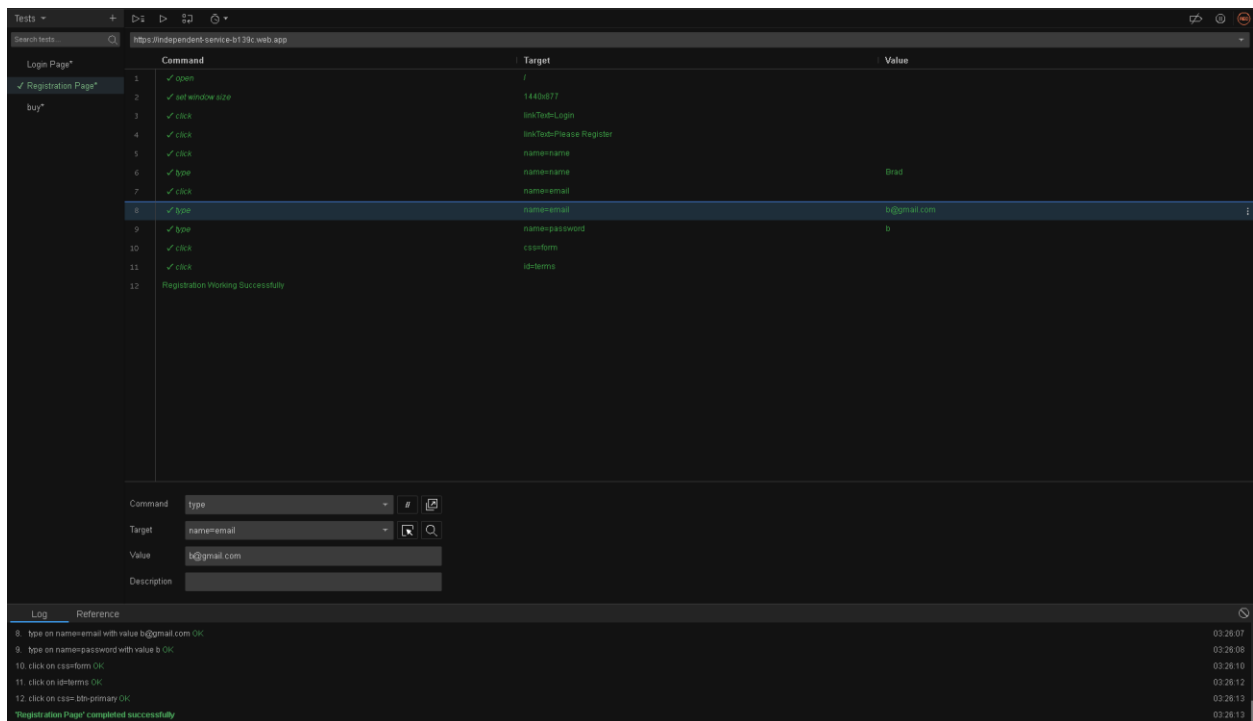 Tests
Search tests...
https://independent-service-b139c.web.app
Login Page*
✓ Registration Page*
buy*
Command Target Value
1 ✓ open /
2 ✓ set window size 1440x877
3 ✓ click linkText=Login
4 ✓ click linkText=Please Register
5 ✓ click name=name
6 ✓ type name=name Brad
7 ✓ click name=email
8 ✓ type name=email b@gmail.com
9 ✓ type name=password b
10 ✓ click css=form
11 ✓ click id=terms
12 Registration Working Successfully
Command type //
Target name=email
Value b@gmail.com
Description
Log Reference
8. type on name=email with value b@gmail.com OK 03:26:07
9. type on name=password with value b OK 03:26:08
10. click on css=form OK 03:26:10
11. click on id=terms OK 03:26:12
12. click on css=.btn-primary OK 03:26:13
'Registration Page' completed successfully 03:26:13